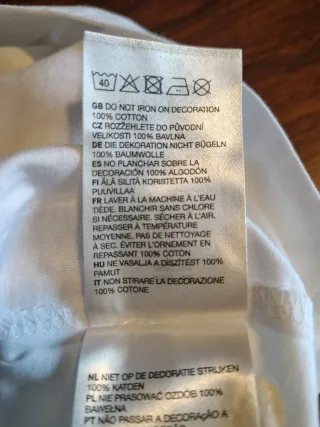 40
GB DO NOT IRON ON DECORATION
100% COTTON
CZ ROZŽEHLETE DO PŮVODNÍ
VELIKOSTI 100% BAVLNA
DE DIE DEKORATION NICHT BÜGELN
100% BAUMWOLLE
ES NO PLANCHAR SOBRE LA
DECORACIÓN 100% ALGODÓN
FI ÄLÄ SILITÄ KORISTETTA 100%
PUUVILLAA
FR LAVER À LA MACHINE À L'EAU
TIÈDE. BLANCHIR SANS CHLORE
SI NÉCESSAIRE. SÉCHER À L'AIR.
REPASSER À TEMPÉRATURE
MOYENNE. PAS DE NETTOYAGE
À SEC. ÉVITER L'ORNEMENT EN
REPASSANT 100% COTTON
HU NE VASALJA A DISZÍTÉST 100%
PAMUT
IT NON STIRARE LA DECORAZIONE
100% COTONE
NL NIET OP DE DECORATIE STRIJKEN
100% KATOEN
PL NIE PRASOWAĆ OZDÓB 100%
BAWEŁNA
PT NÃO PASSAR A DECORAÇÃO A